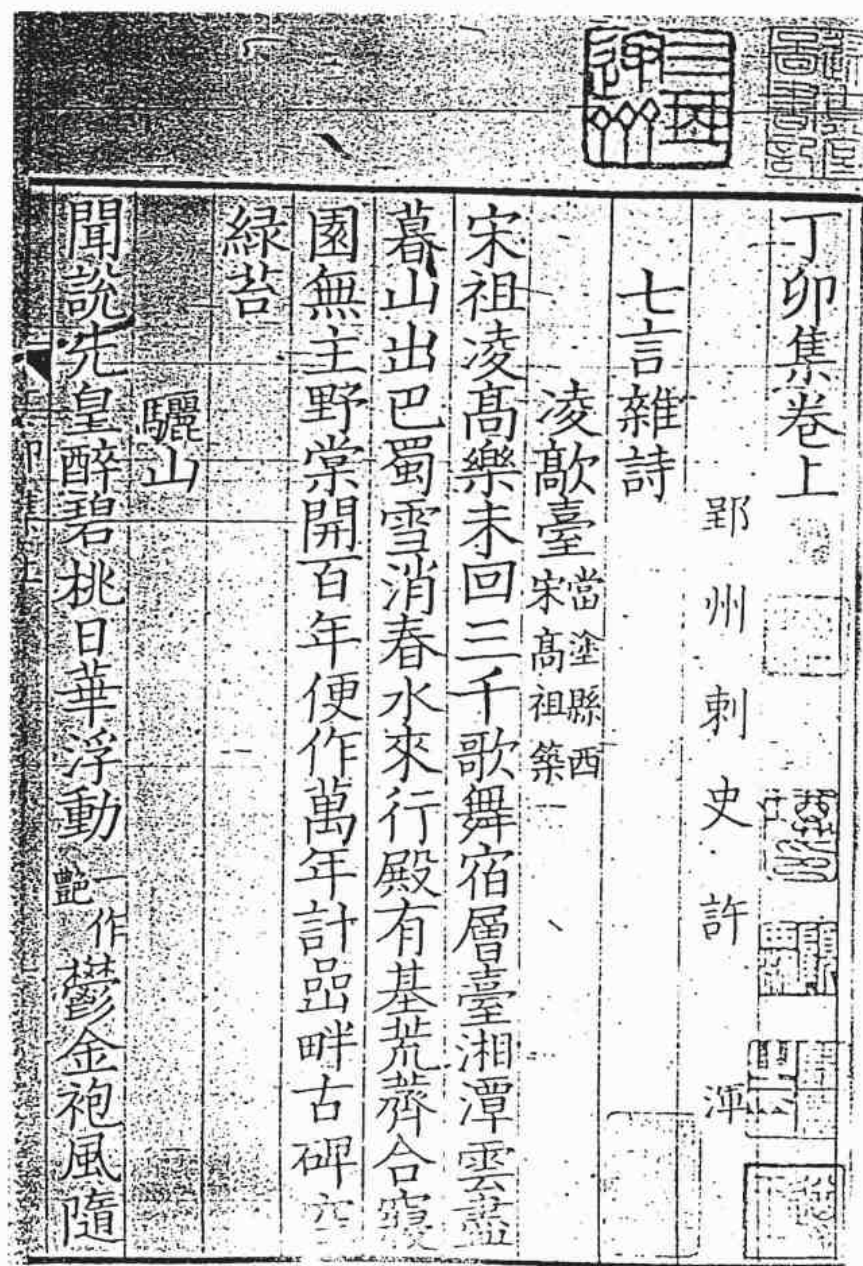 丁卯集卷上
郢州刺史許渾
七言雜詩
凌歊臺當塗縣西宋髙祖築
宋祖凌髙樂未回三千歌舞宿層臺湘潭雲盡
暮山出巴蜀雪消春水來行殿有基荒薺合寢
園無主野棠開百年便作萬年計嵒畔古碑空
緑苔
驪山
聞說先皇醉碧桃日華浮動一作艷鬱金袍風隨